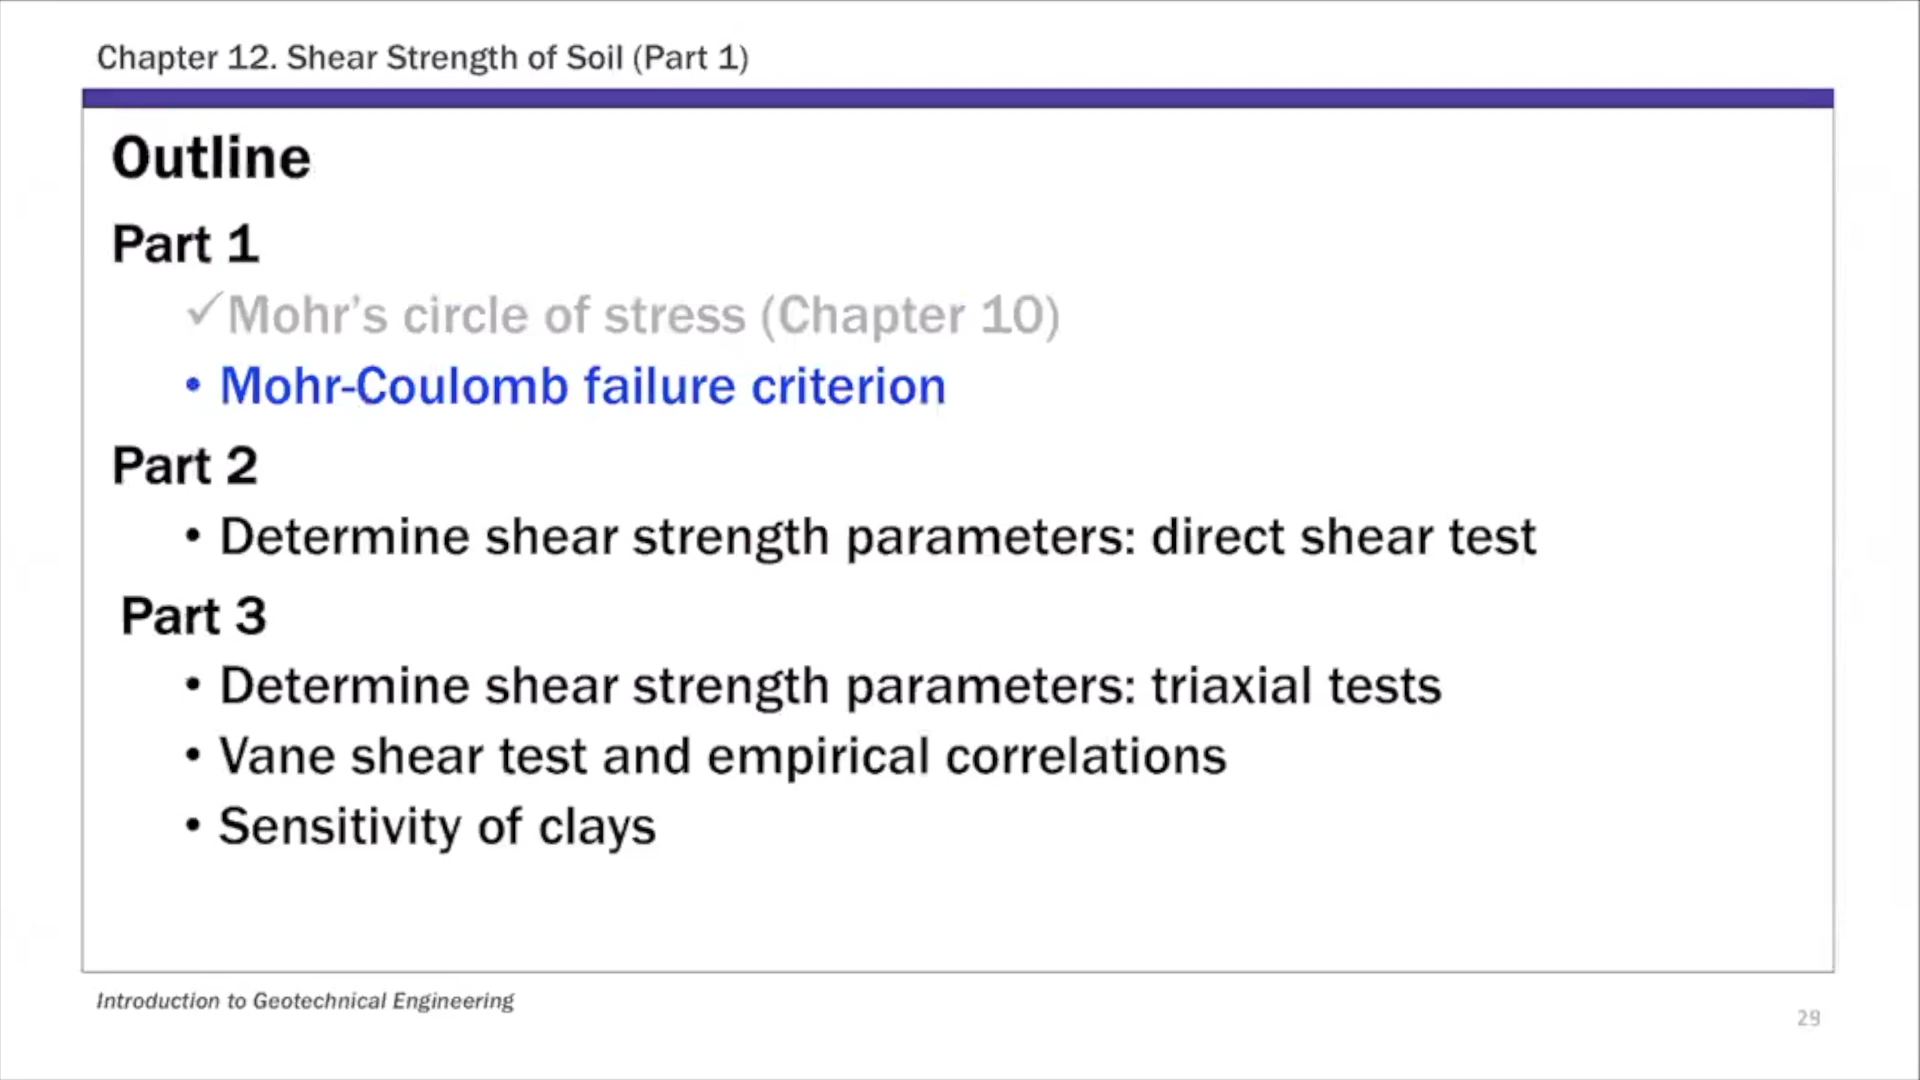 Chapter 12. Shear Strength of Soil (Part 1)
Outline
Part 1
✓Mohr's circle of stress (Chapter 10)
• Mohr-Coulomb failure criterion
Part 2
• Determine shear strength parameters: direct shear test
Part 3
• Determine shear strength parameters: triaxial tests
• Vane shear test and empirical correlations
• Sensitivity of clays
Introduction to Geotechnical Engineering
29